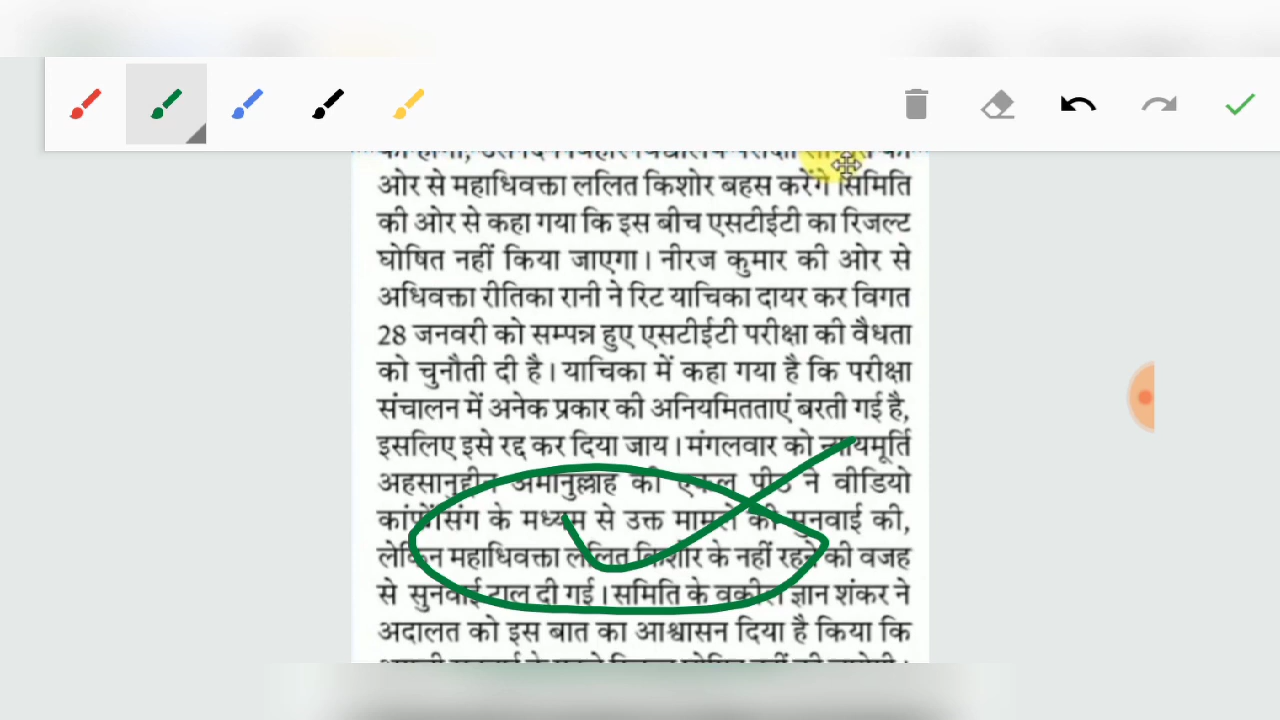 ओर से महाधिवक्ता ललित किशोर बहस करेंगे सिमिति
की ओर से कहा गया कि इस बीच एसटीईटी का रिजल्ट
घोषित नहीं किया जाएगा। नीरज कुमार की ओर से
अधिवक्ता रीतिका रानी ने रिट याचिका दायर कर विगत
28 जनवरी को सम्पन्न हुए एसटीईटी परीक्षा की वैधता
को चुनौती दी है। याचिका में कहा गया है कि परीक्षा
संचालन में अनेक प्रकार की अनियमितताएं बरती गई है,
इसलिए इसे रद्द कर दिया जाय। मंगलवार को न्यायमूर्ति
अहसानुद्दीन अमानुल्लाह की एकल पीठ ने वीडियो
कांफ्रेंसिंग के मध्यम से उक्त मामले की सुनवाई की,
लेकिन महाधिवक्ता ललित किशोर के नहीं रहने की वजह
से सुनवाई टाल दी गई। समिति के वकील ज्ञान शंकर ने
अदालत को इस बात का आश्वासन दिया है किया कि